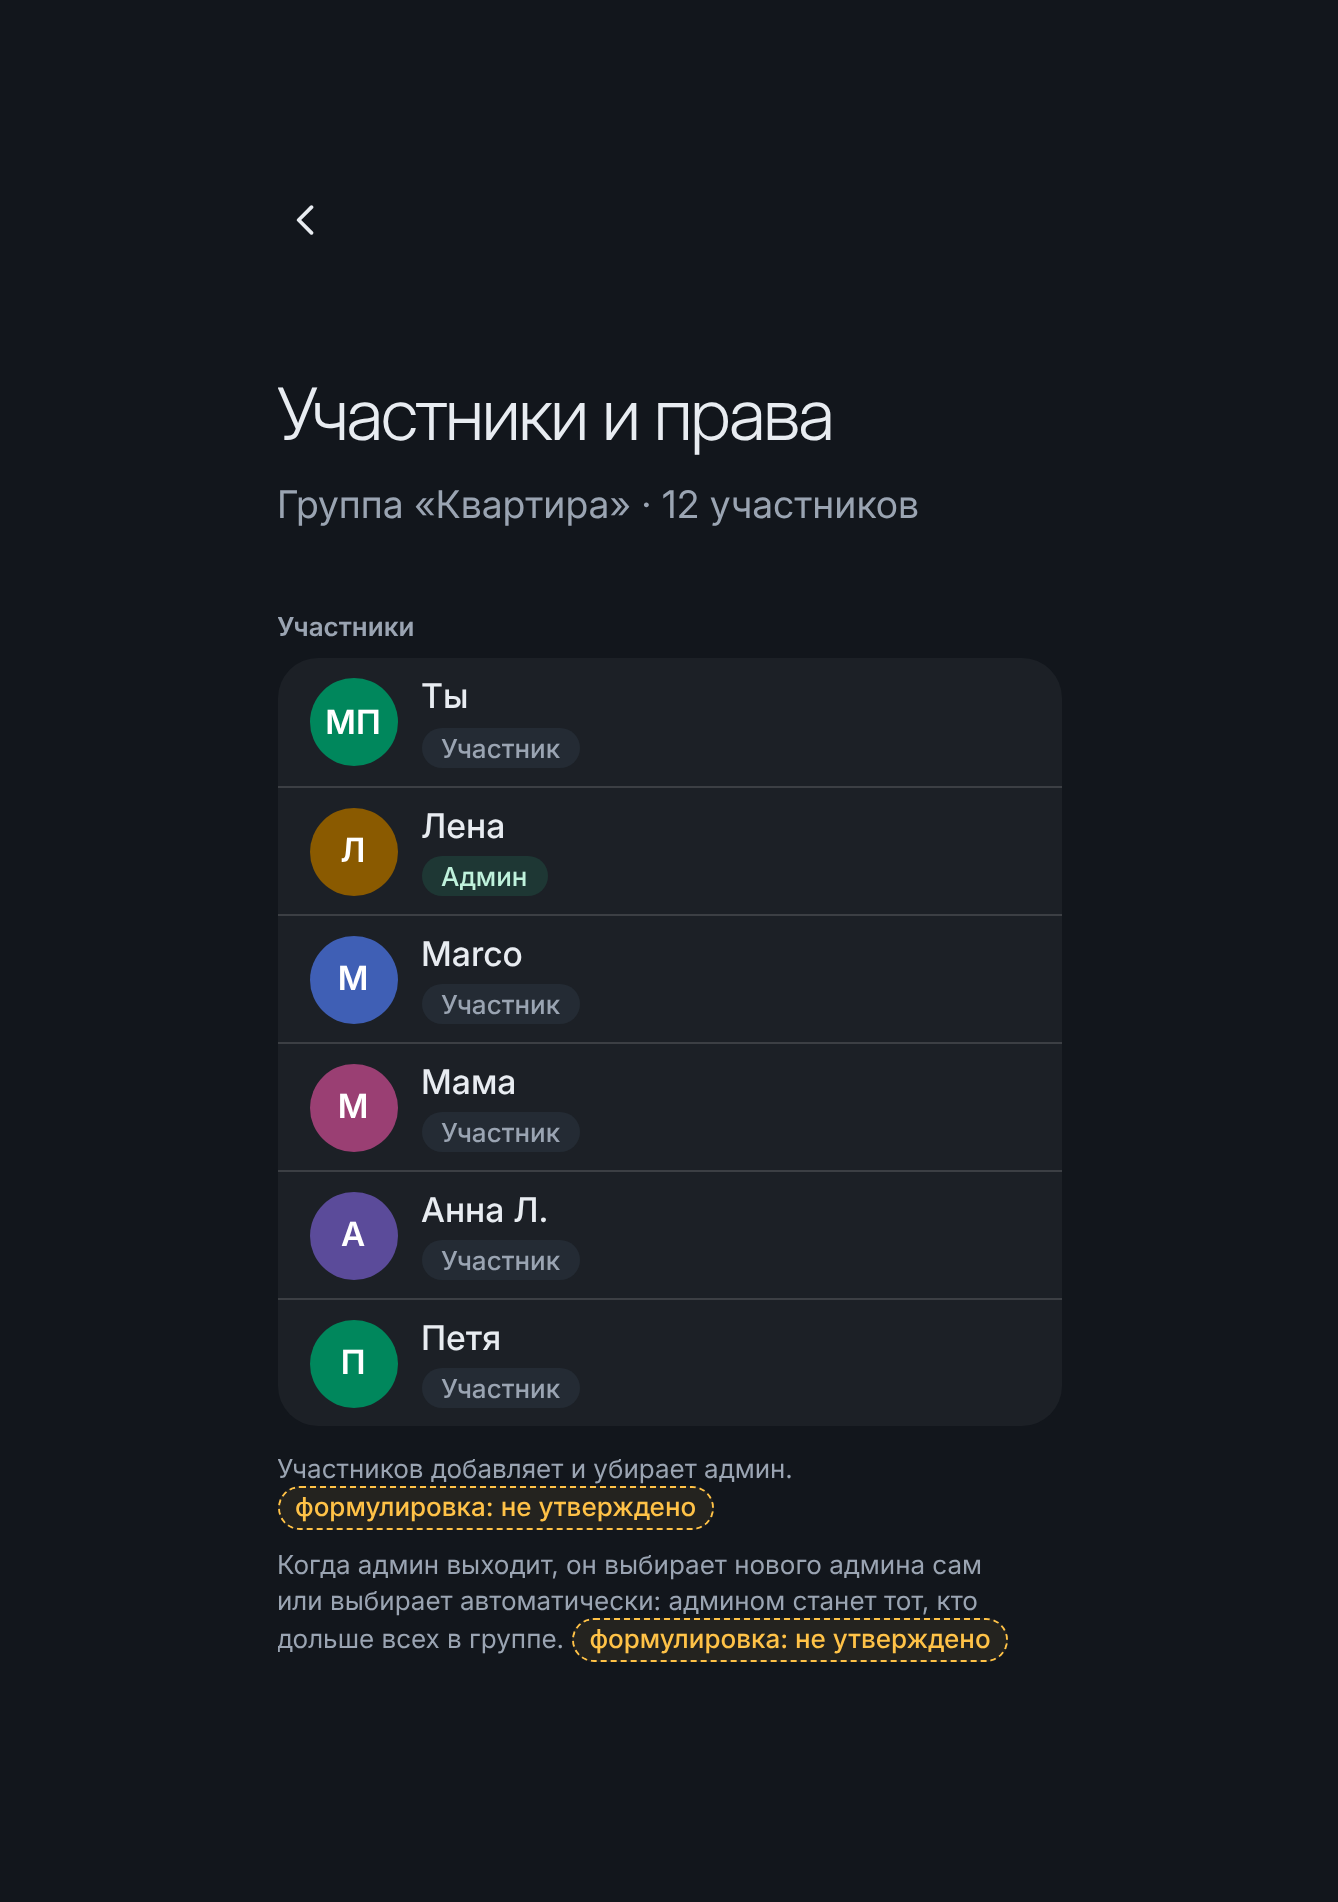 Участники и права
Группа «Квартира» · 12 участников
Участники
МП
Ты
Участник
Л
Лена
Админ
M
Marco
Участник
М
Мама
Участник
А
Анна Л.
Участник
П
Петя
Участник
Участников добавляет и убирает админ.
формулировка: не утверждено
Когда админ выходит, он выбирает нового админа сам
или выбирает автоматически: админом станет тот, кто
дольше всех в группе. формулировка: не утверждено